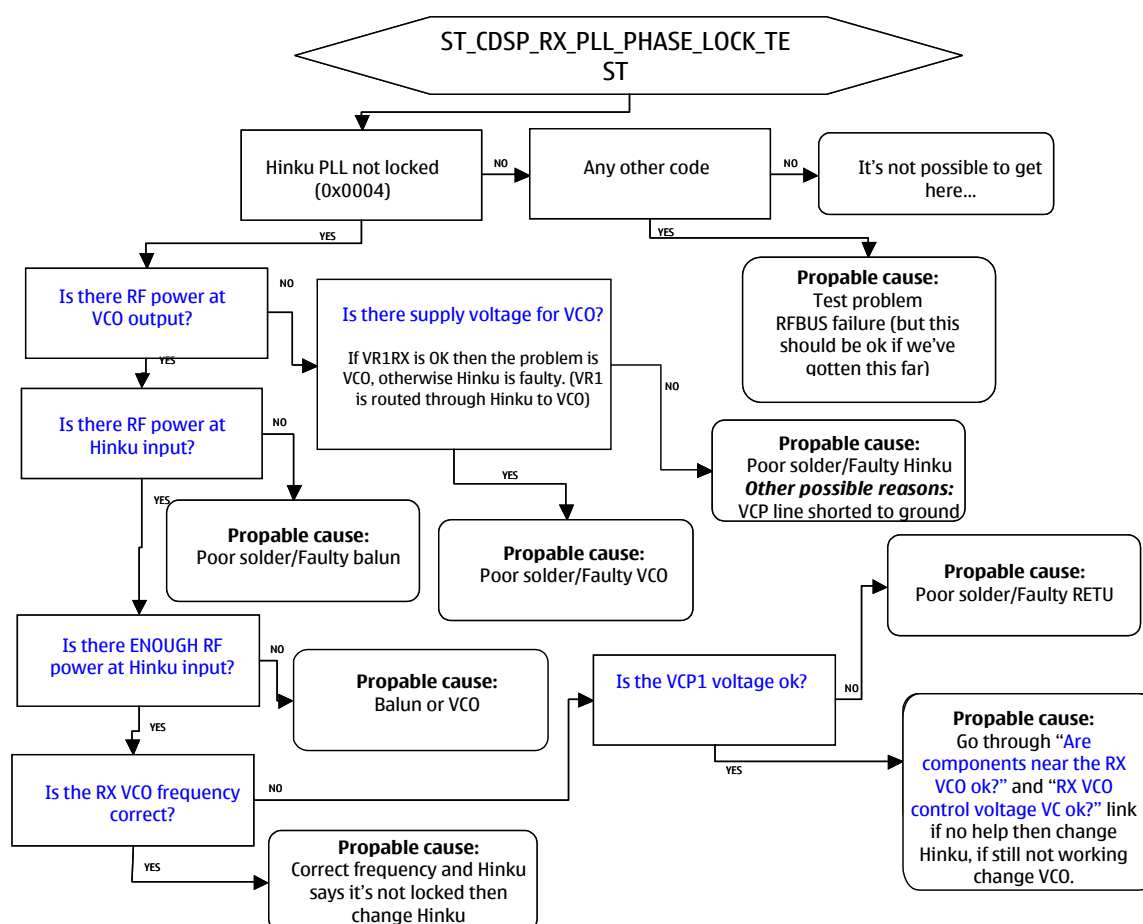 ST_CDSP_RX_PLL_PHASE_LOCK_TE
ST
Hinku PLL not locked
(0x0004)
NO
Any other code
NO
It's not possible to get
here...
YES
YES
Is there RF power at
VCO output?
NO
Is there supply voltage for VCO?
If VR1RX is OK then the problem is
VCO, otherwise Hinku is faulty. (VR1
is routed through Hinku to VCO)
NO
Propable cause:
Test problem
RFBUS failure (but this
should be ok if we've
gotten this far)
YES
Is there RF power at
Hinku input?
NO
Propable cause:
Poor solder/Faulty Hinku
Other possible reasons:
VCP line shorted to ground
YES
YES
Propable cause:
Poor solder/Faulty balun
Propable cause:
Poor solder/Faulty VCO
Propable cause:
Poor solder/Faulty RETU
Is there ENOUGH RF
power at Hinku input?
NO
Propable cause:
Balun or VCO
Is the VCP1 voltage ok?
NO
YES
YES
Propable cause:
Go through “Are
components near the RX
VCO ok?” and “RX VCO
control voltage VC ok?” link
if no help then change
Hinku, if still not working
change VCO.
Is the RX VCO frequency
correct?
NO
YES
Propable cause:
Correct frequency and Hinku
says it's not locked then
change Hinku